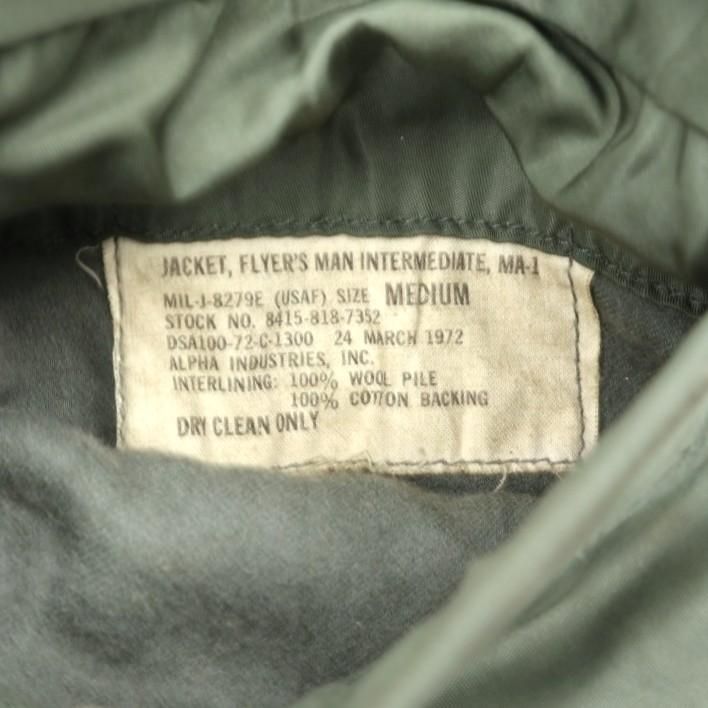 JACKET, FLYER'S MAN INTERMEDIATE, MA-1
MIL-J-8279E (USAF) SIZE MEDIUM
STOCK NO. 8415-818-7352
DSA100-72-C-1300 24 MARCH 1972
ALPHA INDUSTRIES, INC.
INTERLINING: 100% WOOL PILE
100% COTTON BACKING
DRY CLEAN ONLY